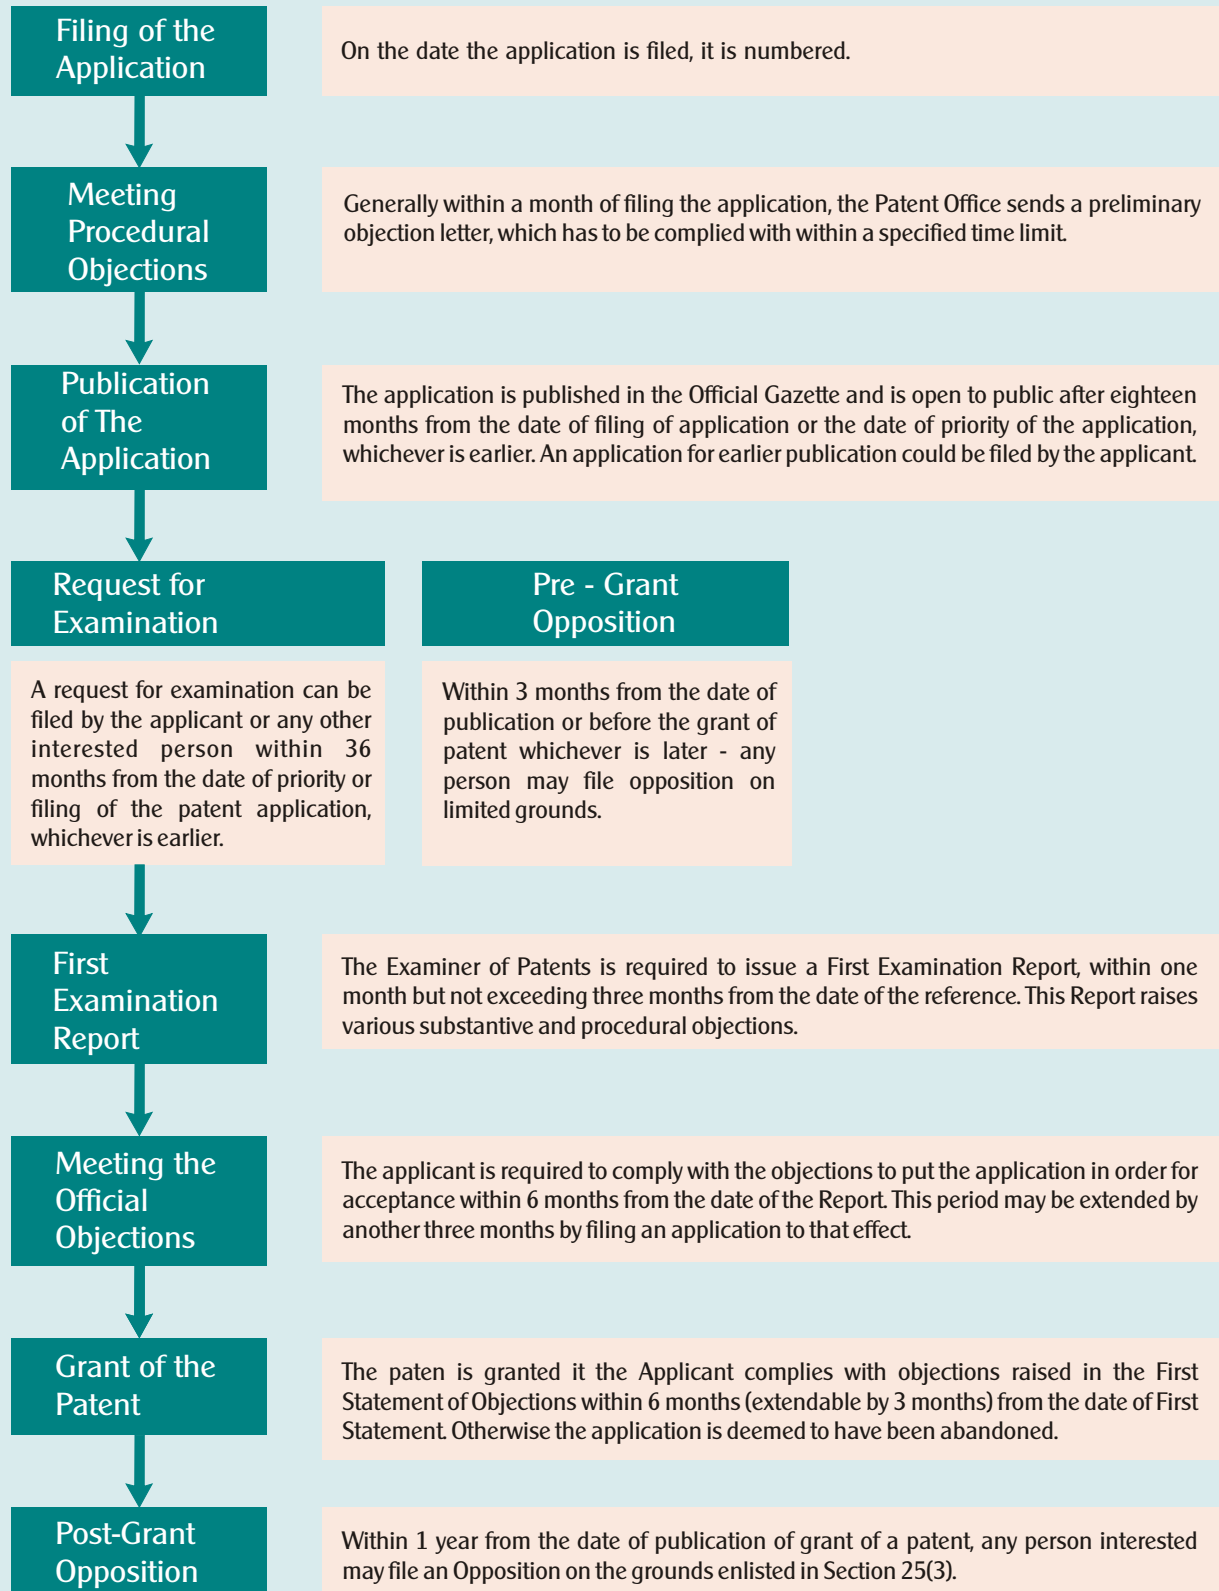 Filing of the
Application
On the date the application is filed, it is numbered.
Meeting
Procedural
Objections
Generally within a month of filing the application, the Patent Office sends a preliminary
objection letter, which has to be complied with within a specified time limit.
Publication
of The
Application
The application is published in the Official Gazette and is open to public after eighteen
months from the date of filing of application or the date of priority of the application,
whichever is earlier. An application for earlier publication could be filed by the applicant.
Request for
Examination
A request for examination can be
filed by the applicant or any other
interested person within 36
months from the date of priority or
filing of the patent application,
whichever is earlier.
Pre - Grant
Opposition
Within 3 months from the date of
publication or before the grant of
patent whichever is later - any
person may file opposition on
limited grounds.
First
Examination
Report
The Examiner of Patents is required to issue a First Examination Report, within one
month but not exceeding three months from the date of the reference. This Report raises
various substantive and procedural objections.
Meeting the
Official
Objections
The applicant is required to comply with the objections to put the application in order for
acceptance within 6 months from the date of the Report. This period may be extended by
another three months by filing an application to that effect.
Grant of the
Patent
The paten is granted it the Applicant complies with objections raised in the First
Statement of Objections within 6 months (extendable by 3 months) from the date of First
Statement. Otherwise the application is deemed to have been abandoned.
Post-Grant
Opposition
Within 1 year from the date of publication of grant of a patent, any person interested
may file an Opposition on the grounds enlisted in Section 25(3).